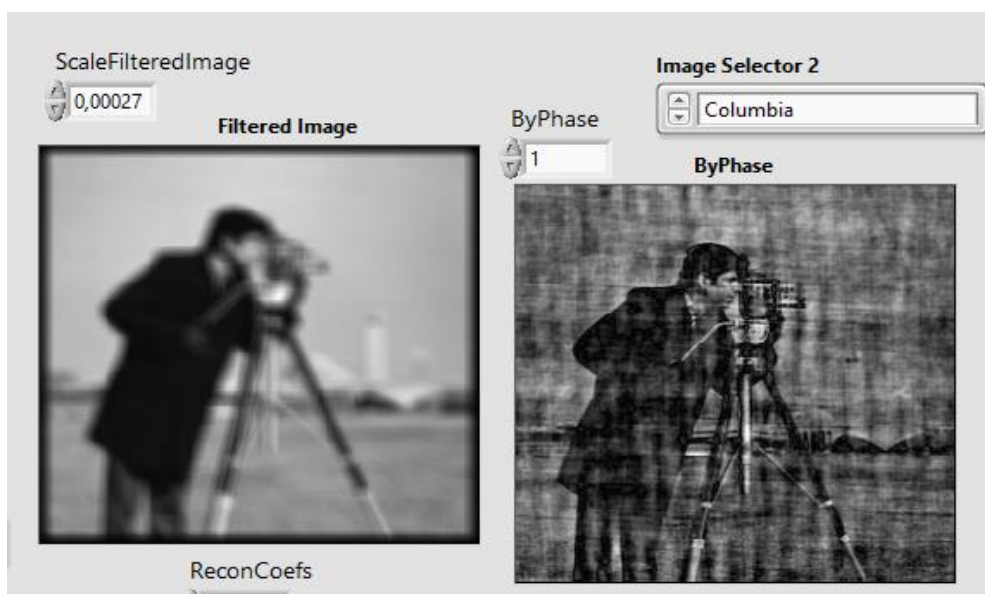 ScaleFilteredImage
0,00027
Filtered Image
Image Selector 2
Columbia
ByPhase
1
ByPhase
ReconCoefs